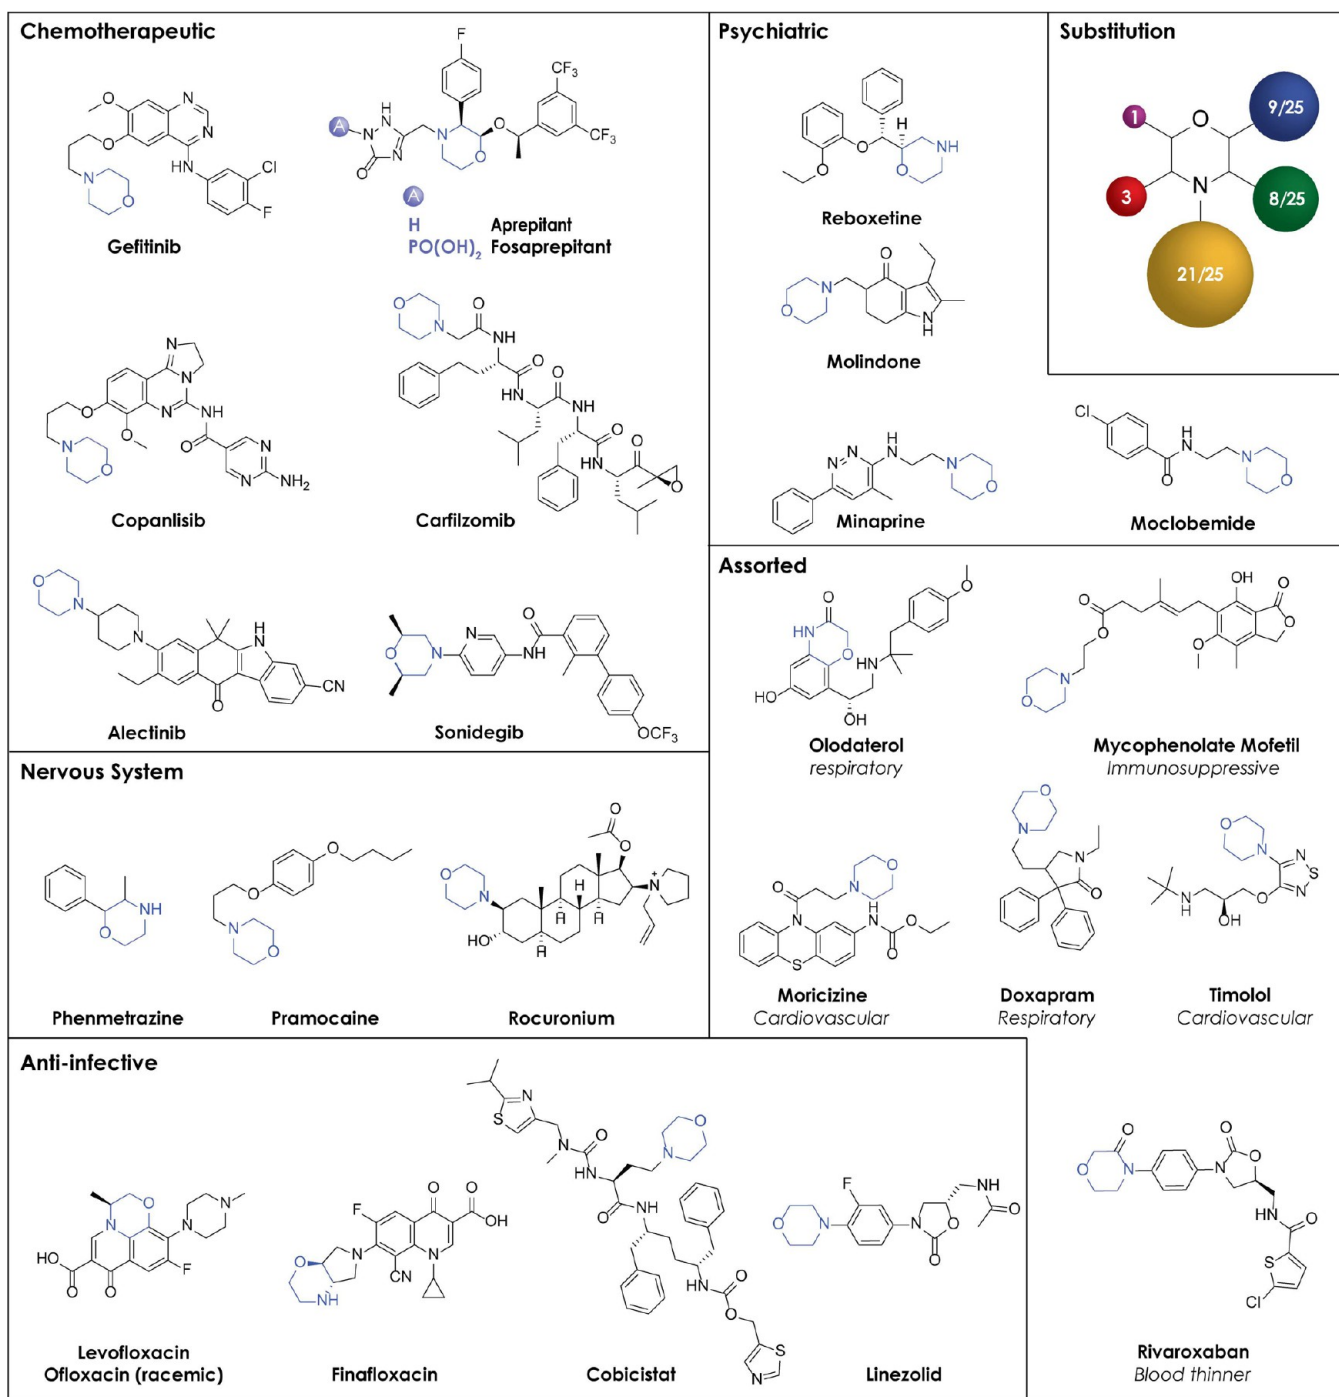 Chemotherapeutic
Gefitinib
A
H Aprepitant
PO(OH)2 Fosaprepitant
Copanlisib
Carfilzomib
Alectinib
Sonidegib
Psychiatric
Reboxetine
Molindone
Minaprine
Moclobemide
Substitution
1
9/25
3
8/25
21/25
O
N
Assorted
Olodaterol
respiratory
Mycophenolate Mofetil
Immunosuppressive
Moricizine
Cardiovascular
Doxapram
Respiratory
Timolol
Cardiovascular
Nervous System
Phenmetrazine
Pramocaine
Rocuronium
Anti-infective
Levofloxacin
Ofloxacin (racemic)
Finafloxacin
Cobicistat
Linezolid
Rivaroxaban
Blood thinner